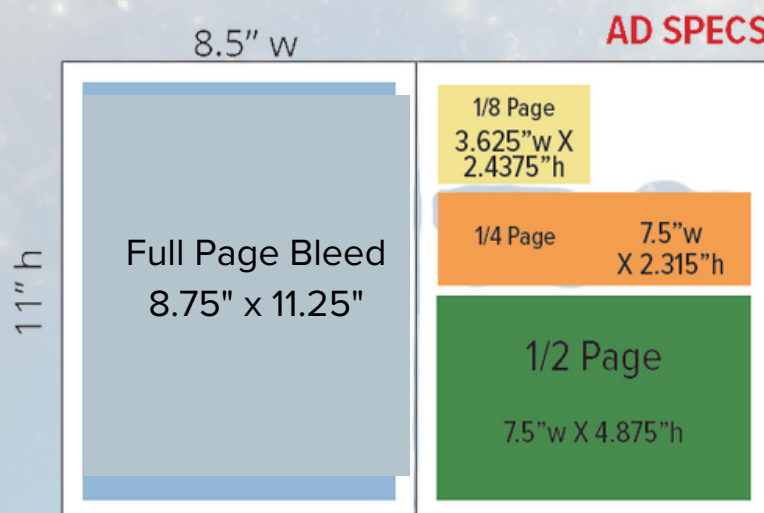 AD SPECS
8.5” w
11” h
Full Page Bleed
8.75" x 11.25"
1/8 Page
3.625”w X
2.4375”h
1/4 Page
7.5”w
X 2.315”h
1/2 Page
7.5”w X 4.875”h